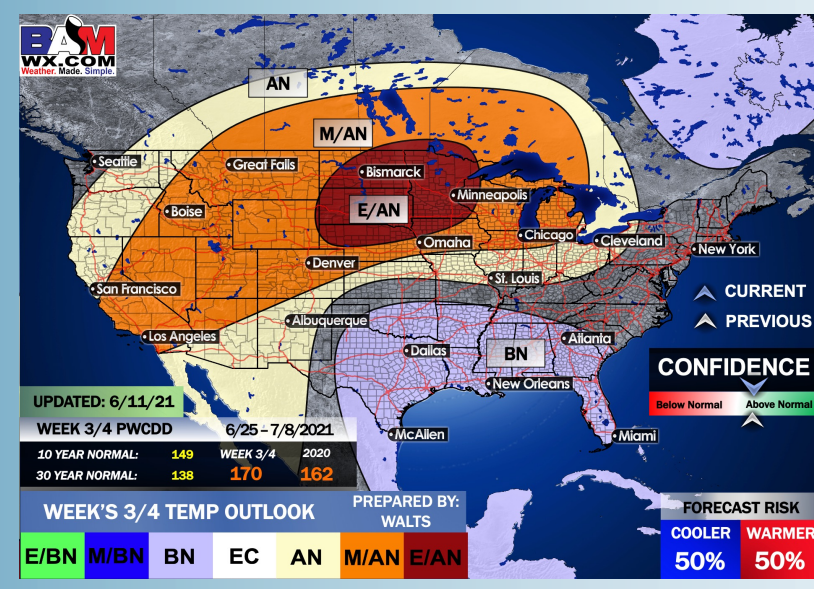 BAM
WX.COM
Weather. Made. Simple.
AN
M/AN
Seattle
Great Falls
Bismarck
Minneapolis
Boise
E/AN
Omaha
Chicago
Cleveland
New York
Denver
St. Louis
San Francisco
CURRENT
PREVIOUS
Albuquerque
Los Angeles
Dallas
BN
Atlanta
New Orleans
McAllen
Miami
CONFIDENCE
Below Normal Above Normal
UPDATED: 6/11/21
WEEK 3/4 PWCDD 6/25 – 7/8/2021
10 YEAR NORMAL: 149 WEEK 3/4 2020
30 YEAR NORMAL: 138 170 162
WEEK'S 3/4 TEMP OUTLOOK
PREPARED BY:
WALTS
E/BN M/BN BN EC AN M/AN E/AN
FORECAST RISK
COOLER WARMER
50% 50%